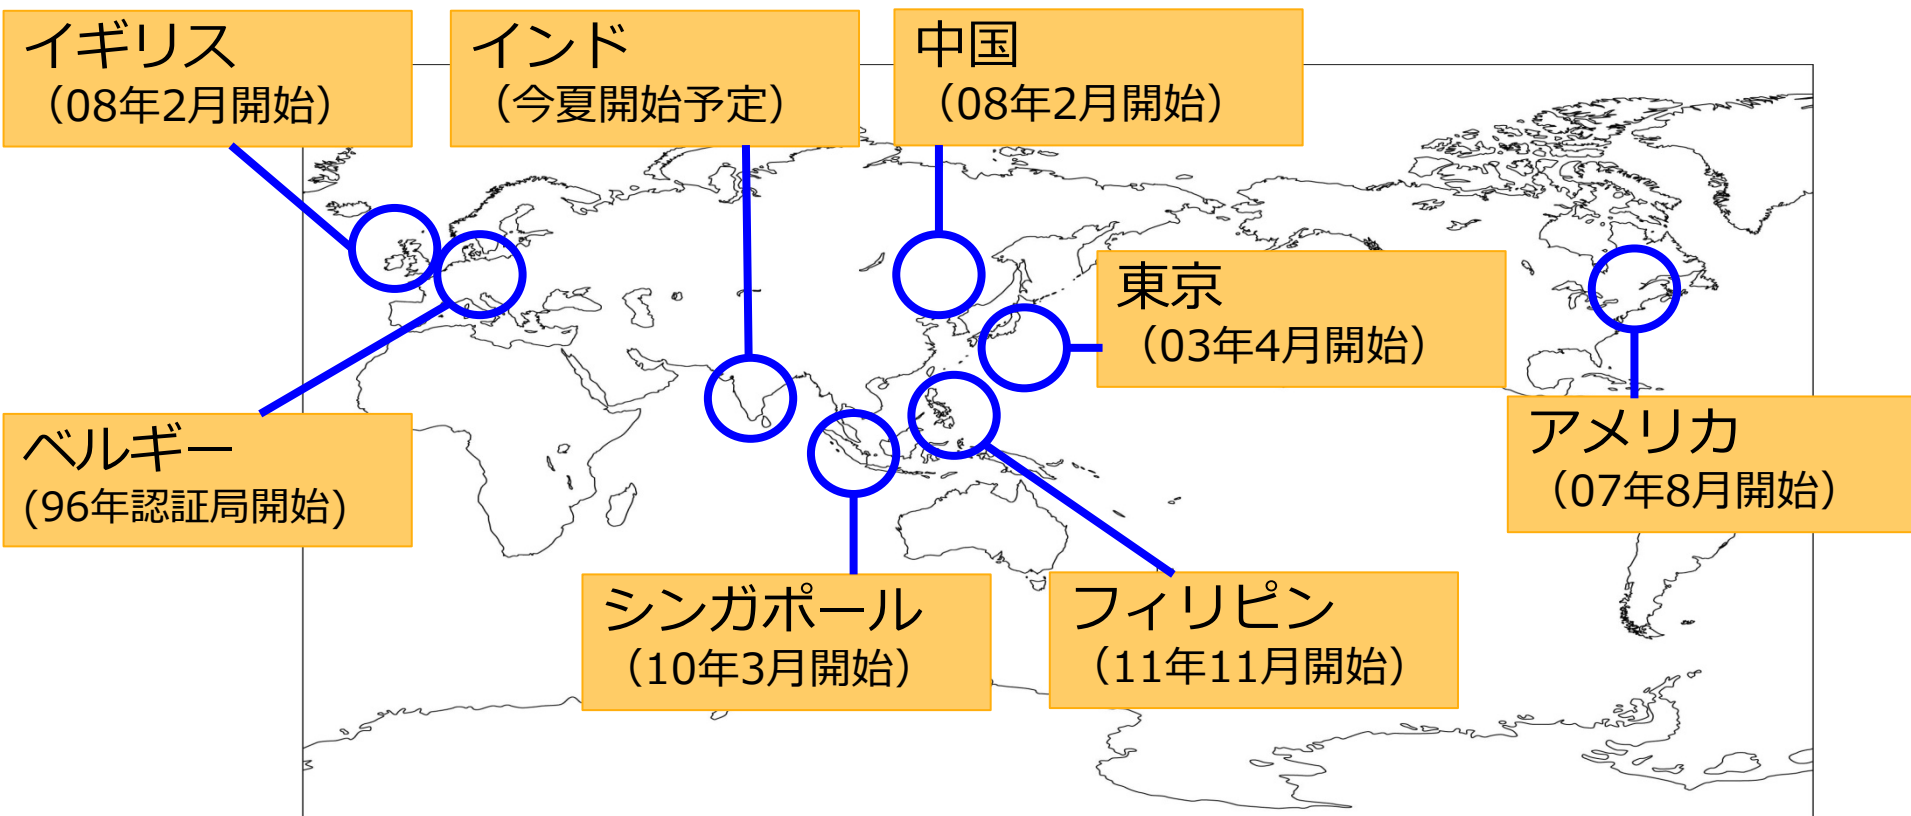 イギリス
（08年2月開始）
インド
（今夏開始予定）
中国
（08年2月開始）
東京
（03年4月開始）
アメリカ
（07年8月開始）
ベルギー
(96年認証局開始)
シンガポール
（10年3月開始）
フィリピン
（11年11月開始）